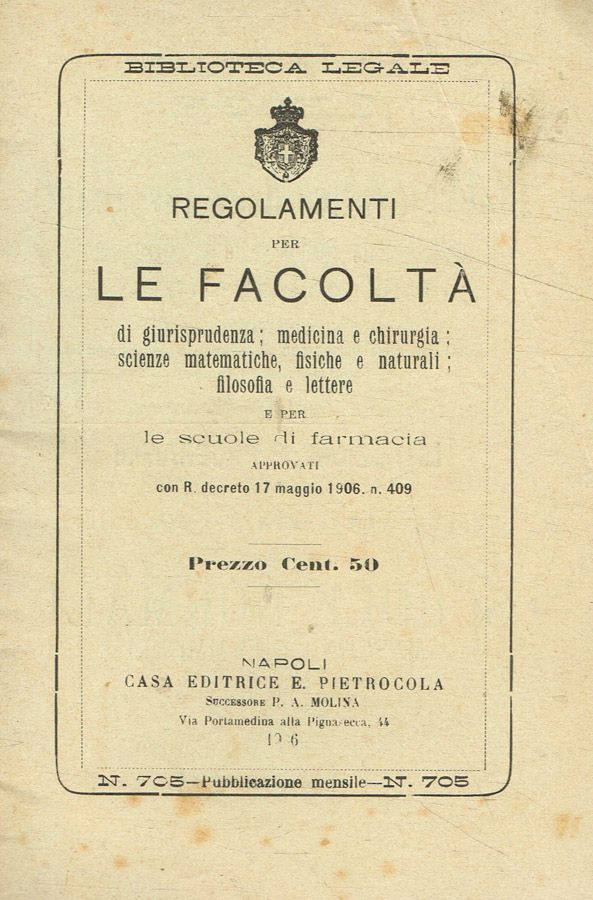 BIBLIOTECA LEGALE
REGOLAMENTI
PER
LE FACOLTÀ
di giurisprudenza; medicina e chirurgia;
scienze matematiche, fisiche e naturali;
filosofia e lettere
E PER
le scuole di farmacia
APPROVATI
con R. decreto 17 maggio 1906. n. 409
Prezzo Cent. 50
NAPOLI
CASA EDITRICE E. PIETROCOLA
SUCCESSORE P. A. MOLINA
Via Portamedina alla Pignasecca, 44
N. 705—Pubblicazione mensile—N. 705